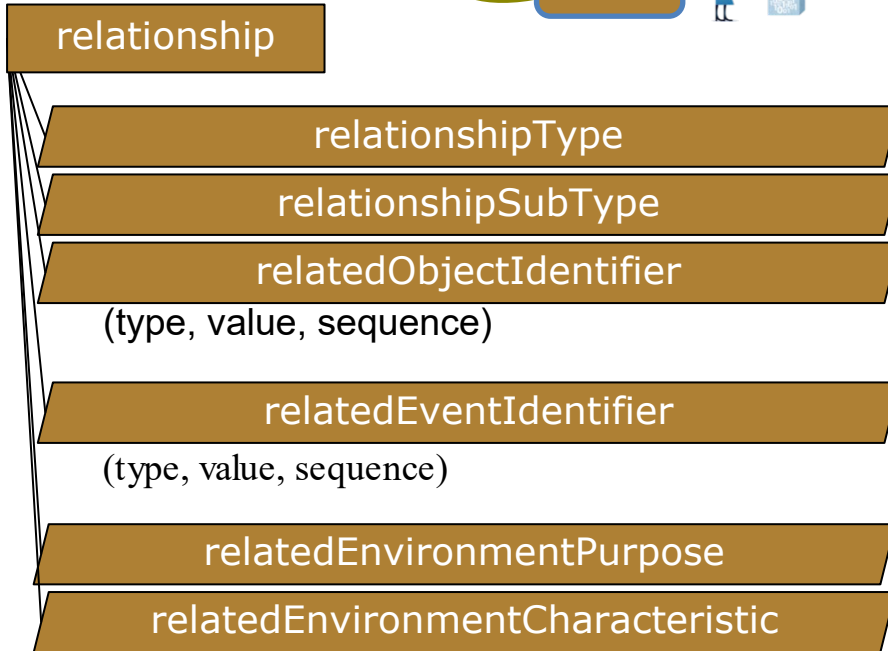 relationship
relationshipType
relationshipSubType
relatedObjectIdentifier
(type, value, sequence)
relatedEventIdentifier
(type, value, sequence)
relatedEnvironmentPurpose
relatedEnvironmentCharacteristic